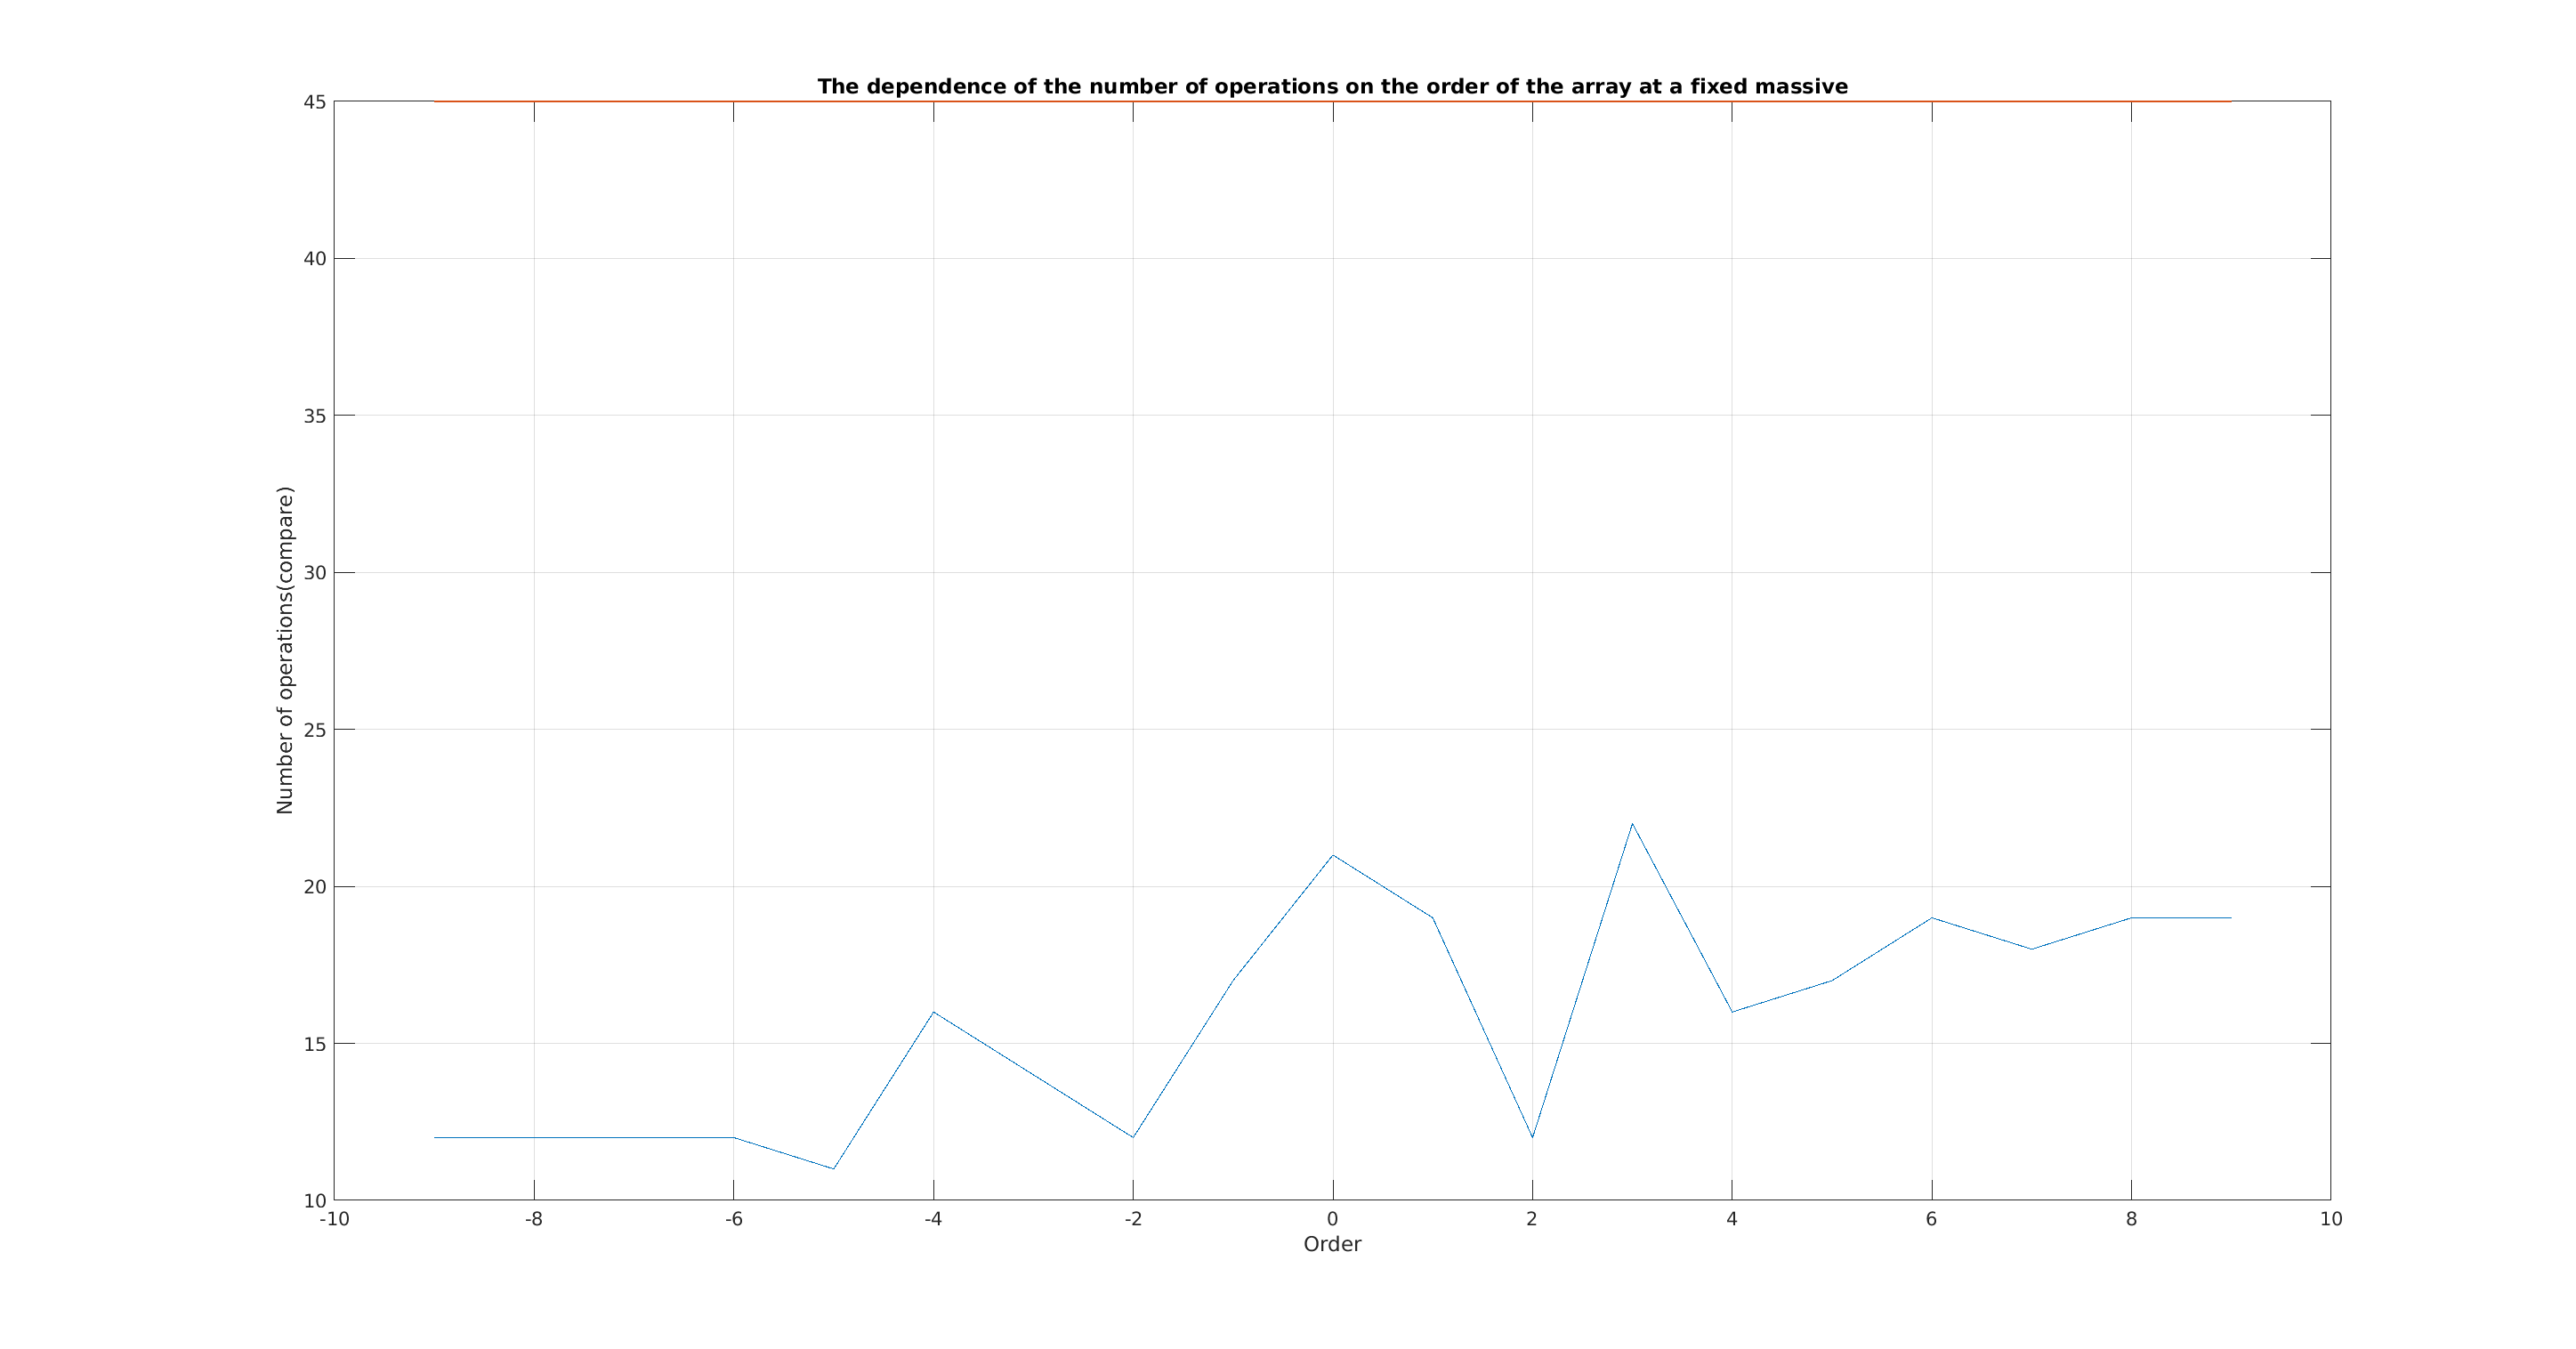 The dependence of the number of operations on the order of the array at a fixed massive
45
40
35
30
25
20
15
10
Number of operations(compare)
-10 -8 -6 -4 -2 0 2 4 6 8 10
Order